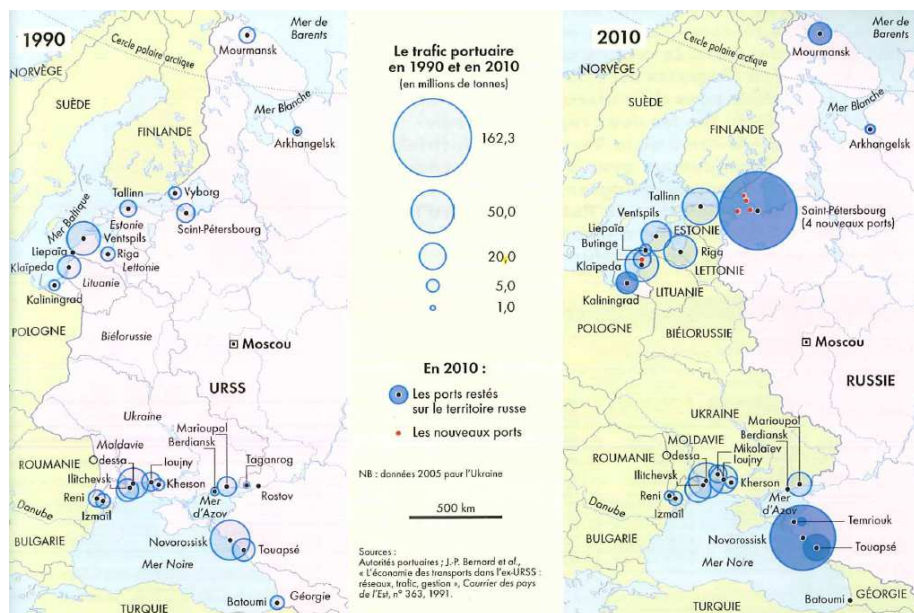 1990
Mer de
Barents
Mourmansk
Cercle polaire arctique
NORVÈGE
SUÈDE
Mer Blanche
FINLANDE
Arkhangelsk
Tallinn
Vyborg
Mer Baltique
Estonie
Saint-Pétersbourg
Ventspils
Liepaïa
Riga
Klaïpeda
Lettonie
Lituanie
Kaliningrad
POLOGNE
Biélorussie
Moscou
URSS
Ukraine
Marioupol
Moldavie
Berdiansk
Odessa
Ioujny
Taganrog
ROUMANIE
Ilitchevsk
Kherson
Rostov
Reni
Mer
d'Azov
Izmaïl
Danube
Novorossisk
BULGARIE
Touapsé
Mer Noire
Géorgie
Batoumi
TURQUIE
Le trafic portuaire
en 1990 et en 2010
(en millions de tonnes)
162,3
50,0
20,0
5,0
1,0
En 2010 :
Les ports restés
sur le territoire russe
Les nouveaux ports
NB : données 2005 pour l'Ukraine
500 km
Sources :
Autorités portuaires ; J.-P. Bernard et al.,
« L'économie des transports dans l'ex-URSS :
réseaux, trafic, gestion », Courrier des pays
de l'Est, n° 363, 1991.
2010
Mer de
Barents
Mourmansk
Cercle polaire arctique
NORVÈGE
SUÈDE
Mer Blanche
FINLANDE
Arkhangelsk
Tallinn
Ventspils
Saint-Pétersbourg
(4 nouveaux ports)
Liepaïa
ESTONIE
Butinge
Riga
Klaïpeda
LETTONIE
Kaliningrad
LITUANIE
POLOGNE
BIÉLORUSSIE
Moscou
RUSSIE
UKRAINE
Marioupol
MOLDAVIE
Berdiansk
Odessa
Mikolaïev
ROUMANIE
Ioujny
Ilitchevsk
Kherson
Reni
Mer
d'Azov
Izmaïl
Temriouk
Danube
Novorossisk
BULGARIE
Touapsé
Mer Noire
GÉORGIE
Batoumi
TURQUIE